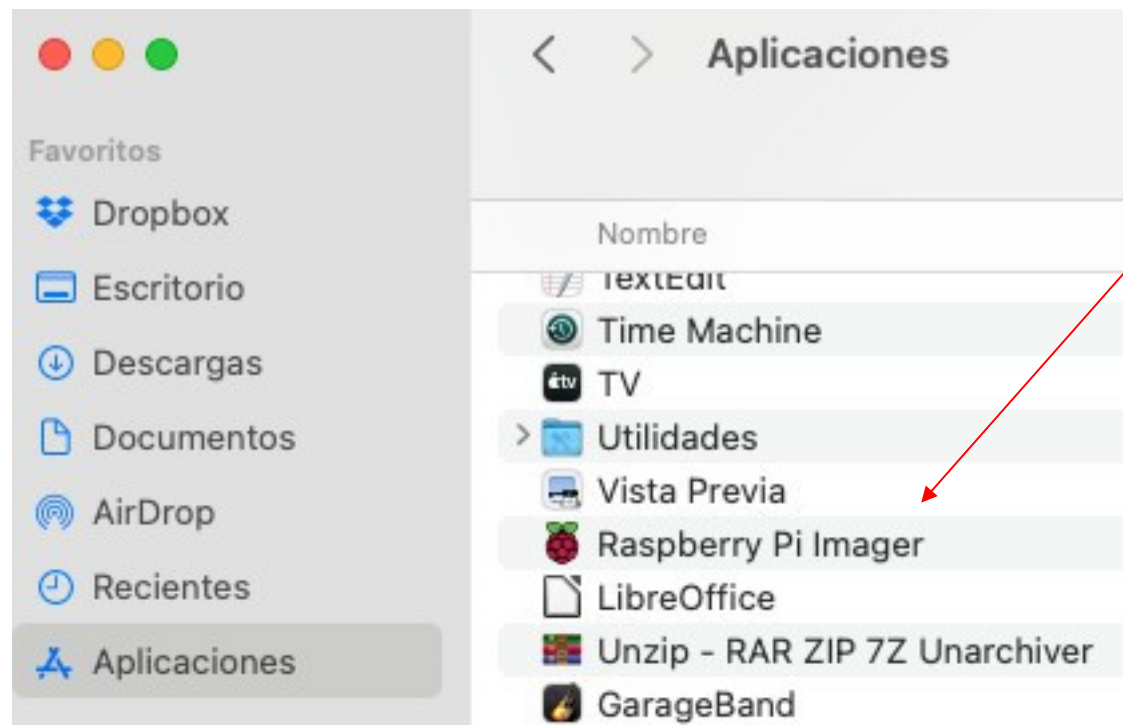 Aplicaciones
Favoritos
Dropbox
Escritorio
Descargas
Documentos
AirDrop
Recientes
Aplicaciones
Nombre
TextEdit
Time Machine
tv TV
Utilidades
Vista Previa
Raspberry Pi Imager
LibreOffice
Unzip - RAR ZIP 7Z Unarchiver
GarageBand